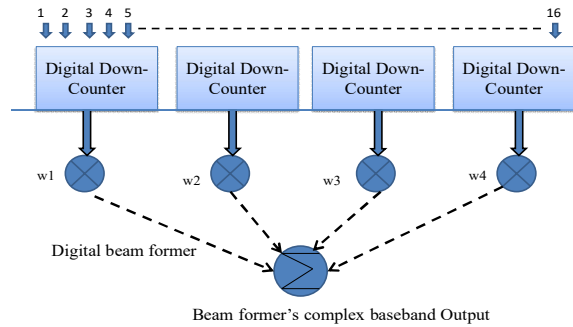 1 2 3 4 5 16
Digital Down-
Counter
Digital Down-
Counter
Digital Down-
Counter
Digital Down-
Counter
w1 w2 w3 w4
Digital beam former
Beam former's complex baseband Output